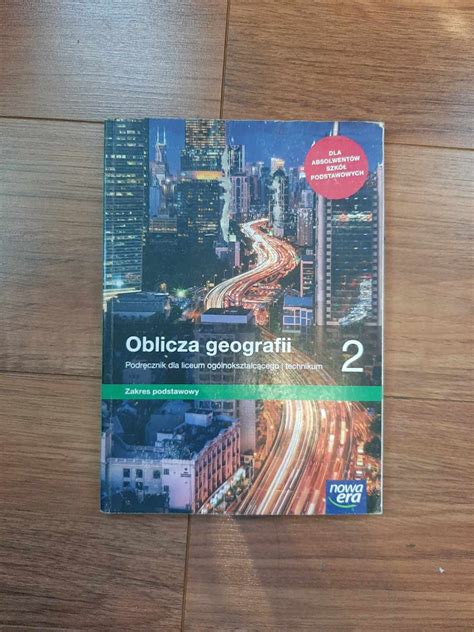 DLA
ABSOLWENTÓW
SZKÓŁ
PODSTAWOWYCH
Oblicza geografii 2
Podręcznik dla liceum ogólnokształcącego i technikum
Zakres podstawowy
nowa
era